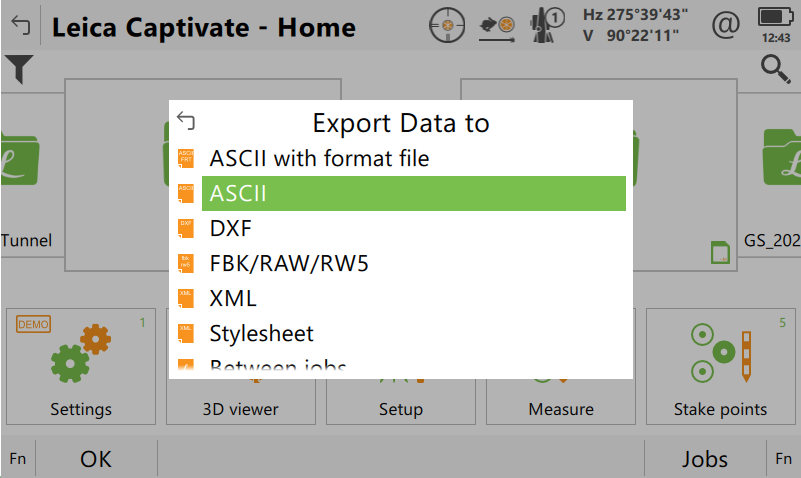 Leica Captivate - Home
1
Hz 275°39'43"
V 90°22'11"
@
12:43
Export Data to
ASCII with format file
ASCII
DXF
FBK/RAW/RW5
XML
Stylesheet
Between jobs
Tunnel
GS_202
DEMO
1
5
Settings
3D viewer
Setup
Measure
Stake points
Fn
OK
Jobs
Fn